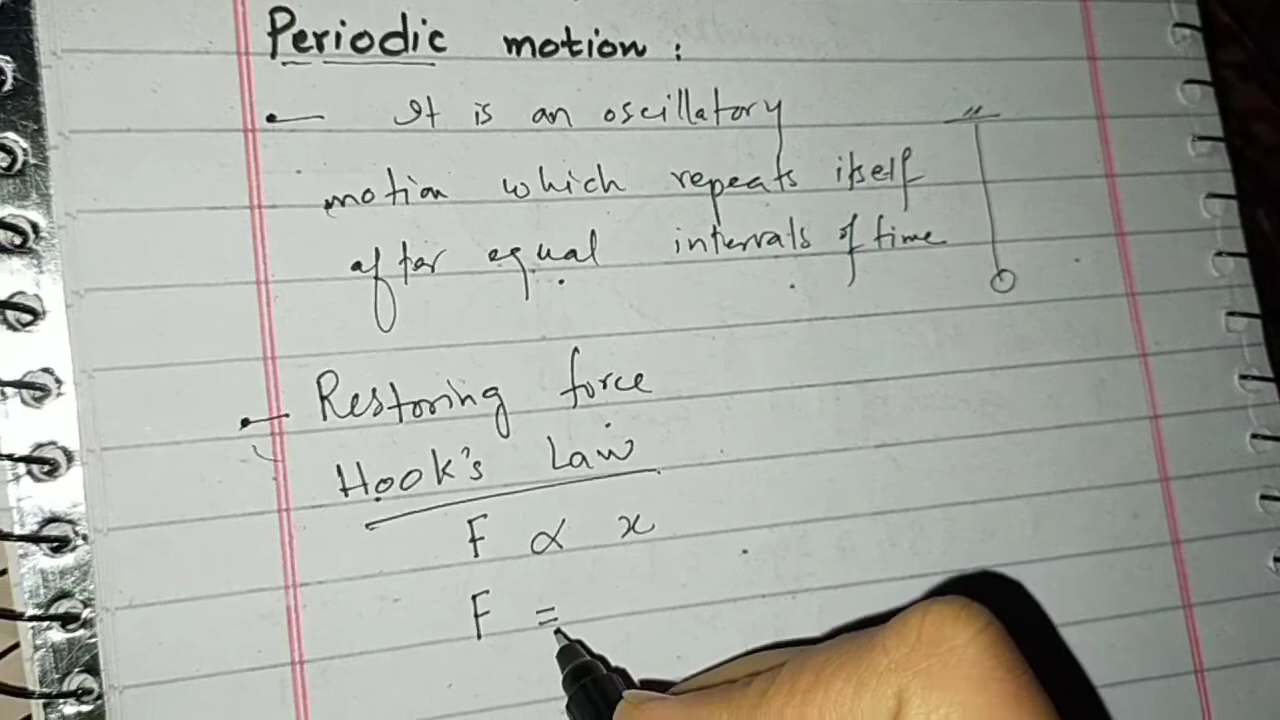 Periodic motion :
It is an oscillatory
motion which repeats itself
after equal intervals of time
Restoring force
Hook's Law
F ∝ x
F =